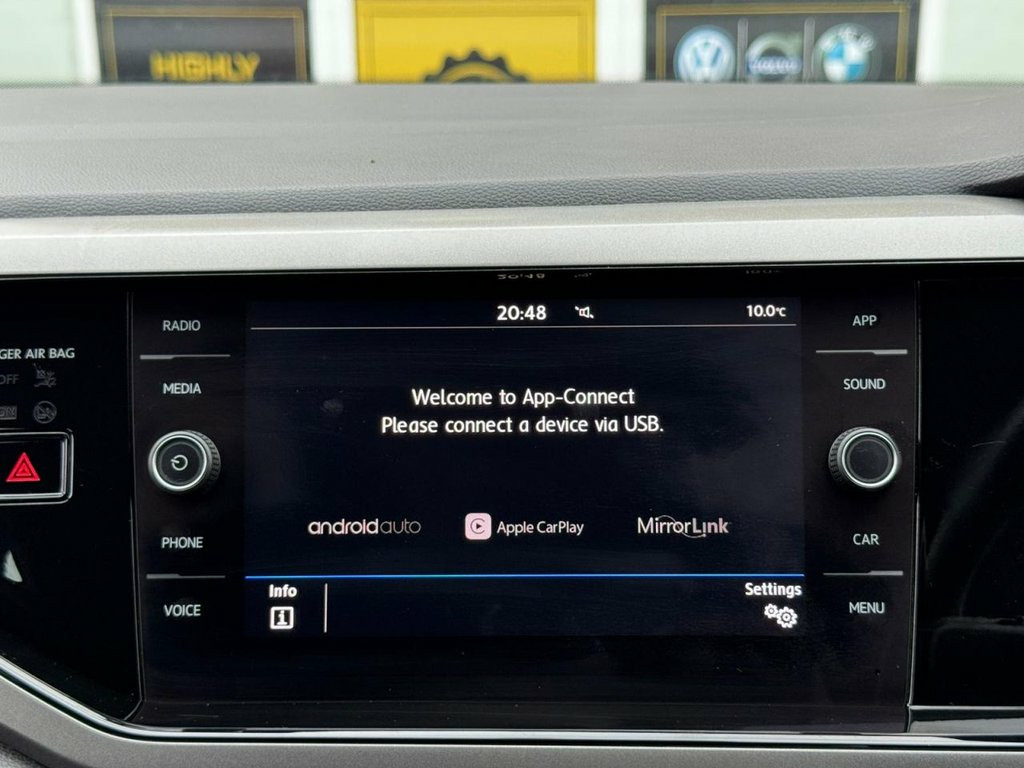 HIGHLY
20:48
10.0°C
RADIO
MEDIA
PHONE
VOICE
GER AIR BAG
OFF
Welcome to App-Connect
Please connect a device via USB.
androidauto
Apple CarPlay
MirrorLink
Info
Settings
APP
SOUND
CAR
MENU